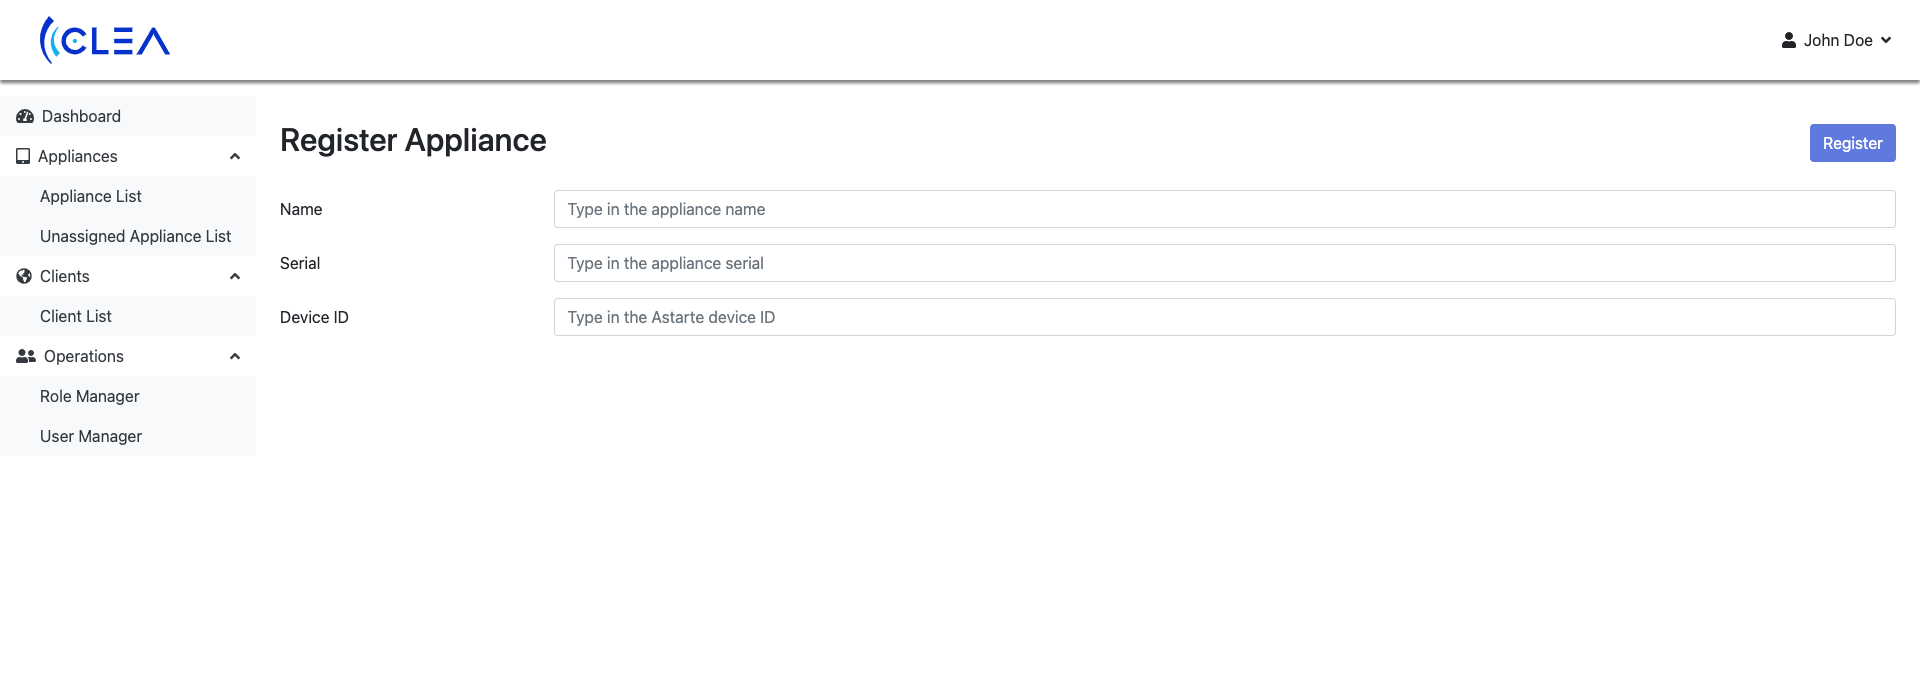 CLEA
John Doe
Dashboard
Appliances
Appliance List
Unassigned Appliance List
Clients
Client List
Operations
Role Manager
User Manager
Register Appliance
Register
Name
Type in the appliance name
Serial
Type in the appliance serial
Device ID
Type in the Astarte device ID